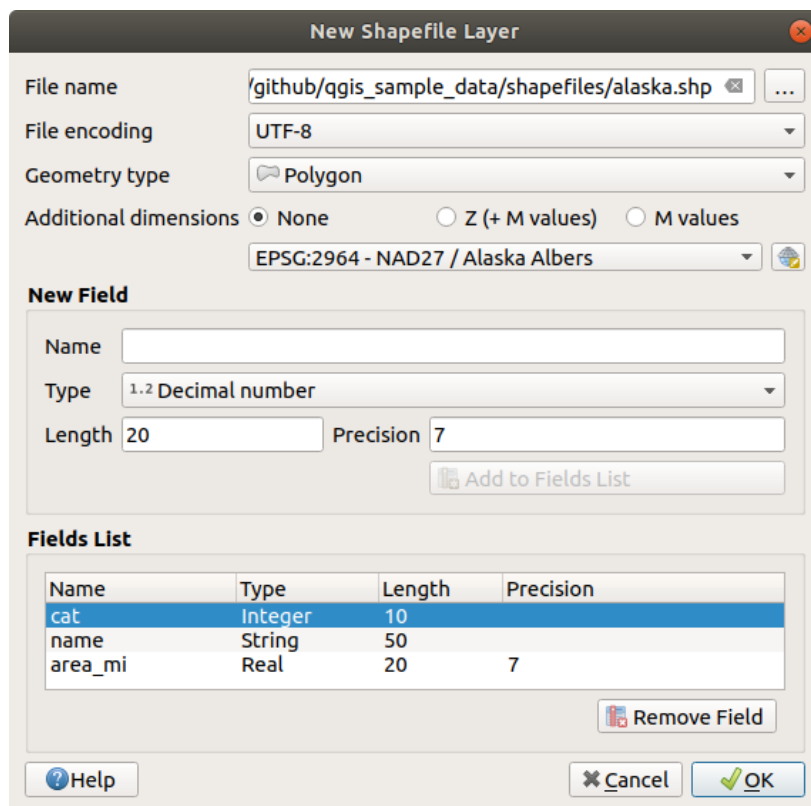 New Shapefile Layer
File name /github/qgis_sample_data/shapefiles/alaska.shp ...
File encoding UTF-8
Geometry type Polygon
Additional dimensions None Z (+ M values) M values
EPSG:2964 - NAD27 / Alaska Albers
New Field
Name
Type 1.2 Decimal number
Length 20 Precision 7
Add to Fields List
Fields List
Name Type Length Precision
cat Integer 10
name String 50
area_mi Real 20 7
Remove Field
Help Cancel OK